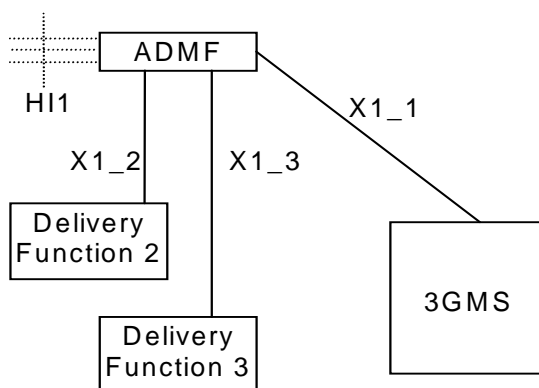 ADMF
HI1
X1_1
X1_2
X1_3
Delivery
Function 2
3GMS
Delivery
Function 3